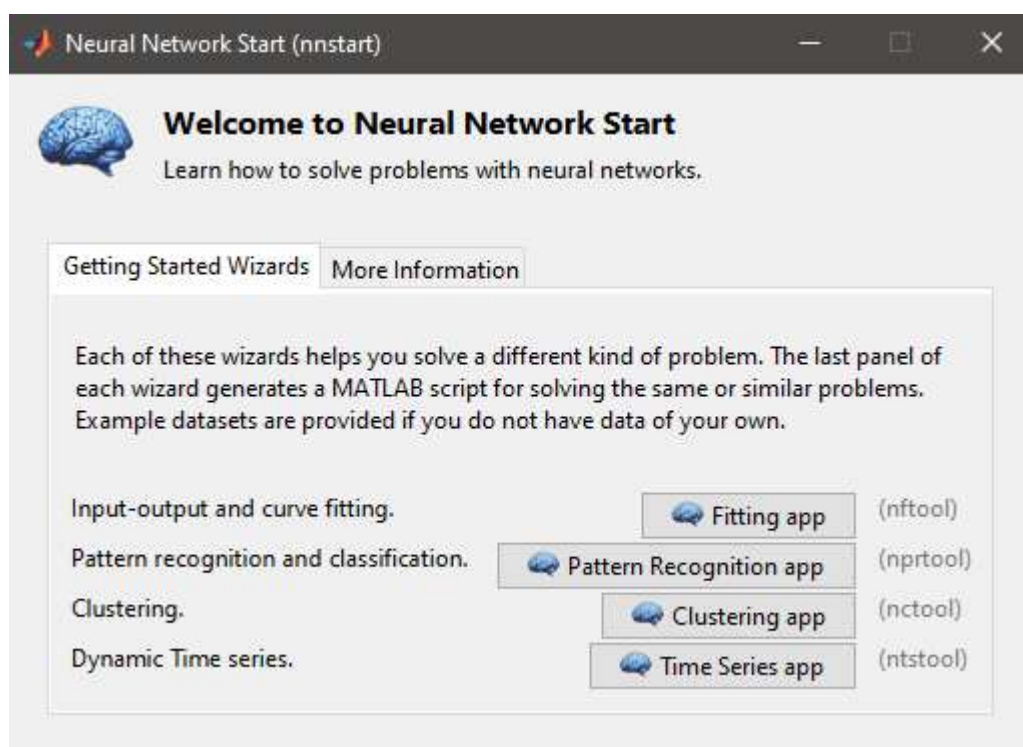 Neural Network Start (nnstart)
Welcome to Neural Network Start
Learn how to solve problems with neural networks.
Getting Started Wizards More Information
Each of these wizards helps you solve a different kind of problem. The last panel of
each wizard generates a MATLAB script for solving the same or similar problems.
Example datasets are provided if you do not have data of your own.
Input-output and curve fitting. Fitting app (nftool)
Pattern recognition and classification. Pattern Recognition app (nprtool)
Clustering. Clustering app (nctool)
Dynamic Time series. Time Series app (ntstool)